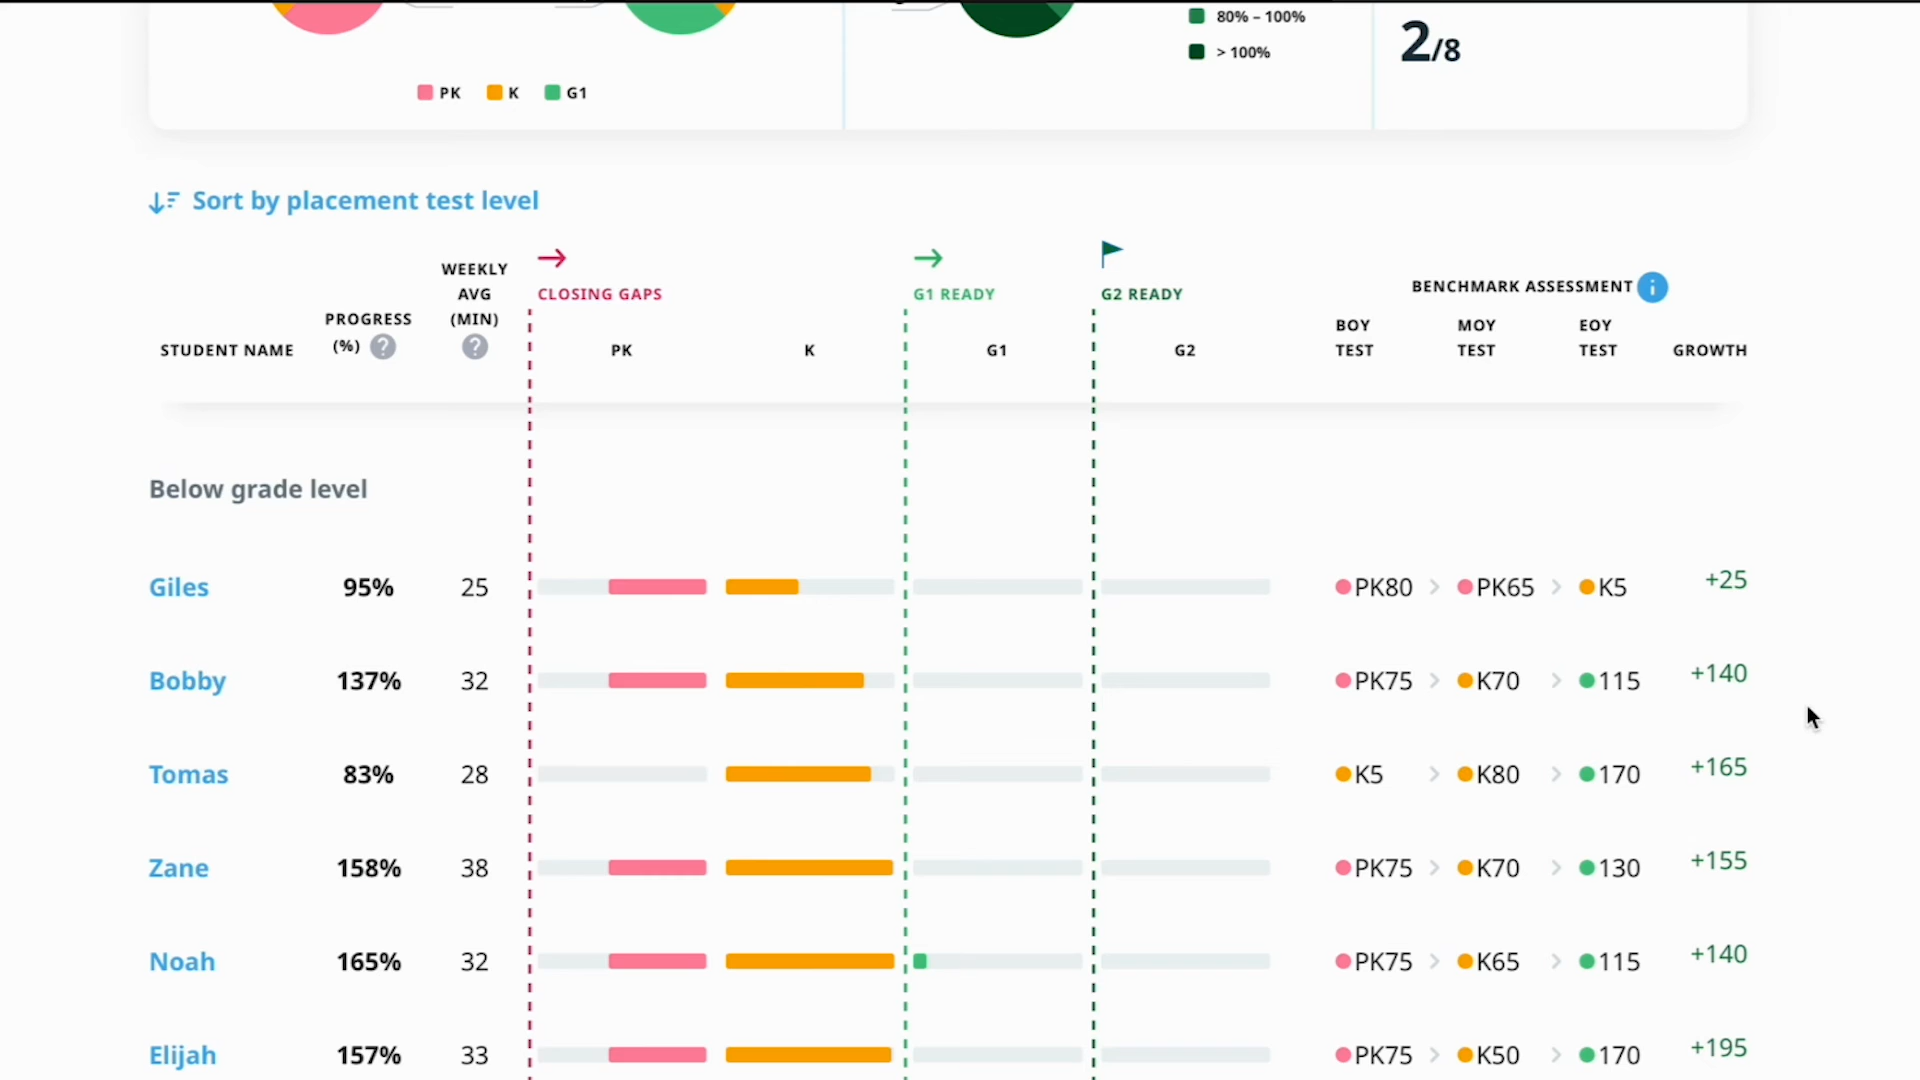 80% – 100%
> 100%
2/8
PK K G1
Sort by placement test level
STUDENT NAME
PROGRESS
(%) ?
WEEKLY
AVG
(MIN)
?
CLOSING GAPS
G1 READY
G2 READY
PK K G1 G2
BENCHMARK ASSESSMENT i
BOY
TEST
MOY
TEST
EOY
TEST
GROWTH
Below grade level
Giles 95% 25 PK80 > PK65 > K5 +25
Bobby 137% 32 PK75 > K70 > 115 +140
Tomas 83% 28 K5 > K80 > 170 +165
Zane 158% 38 PK75 > K70 > 130 +155
Noah 165% 32 PK75 > K65 > 115 +140
Elijah 157% 33 PK75 > K50 > 170 +195